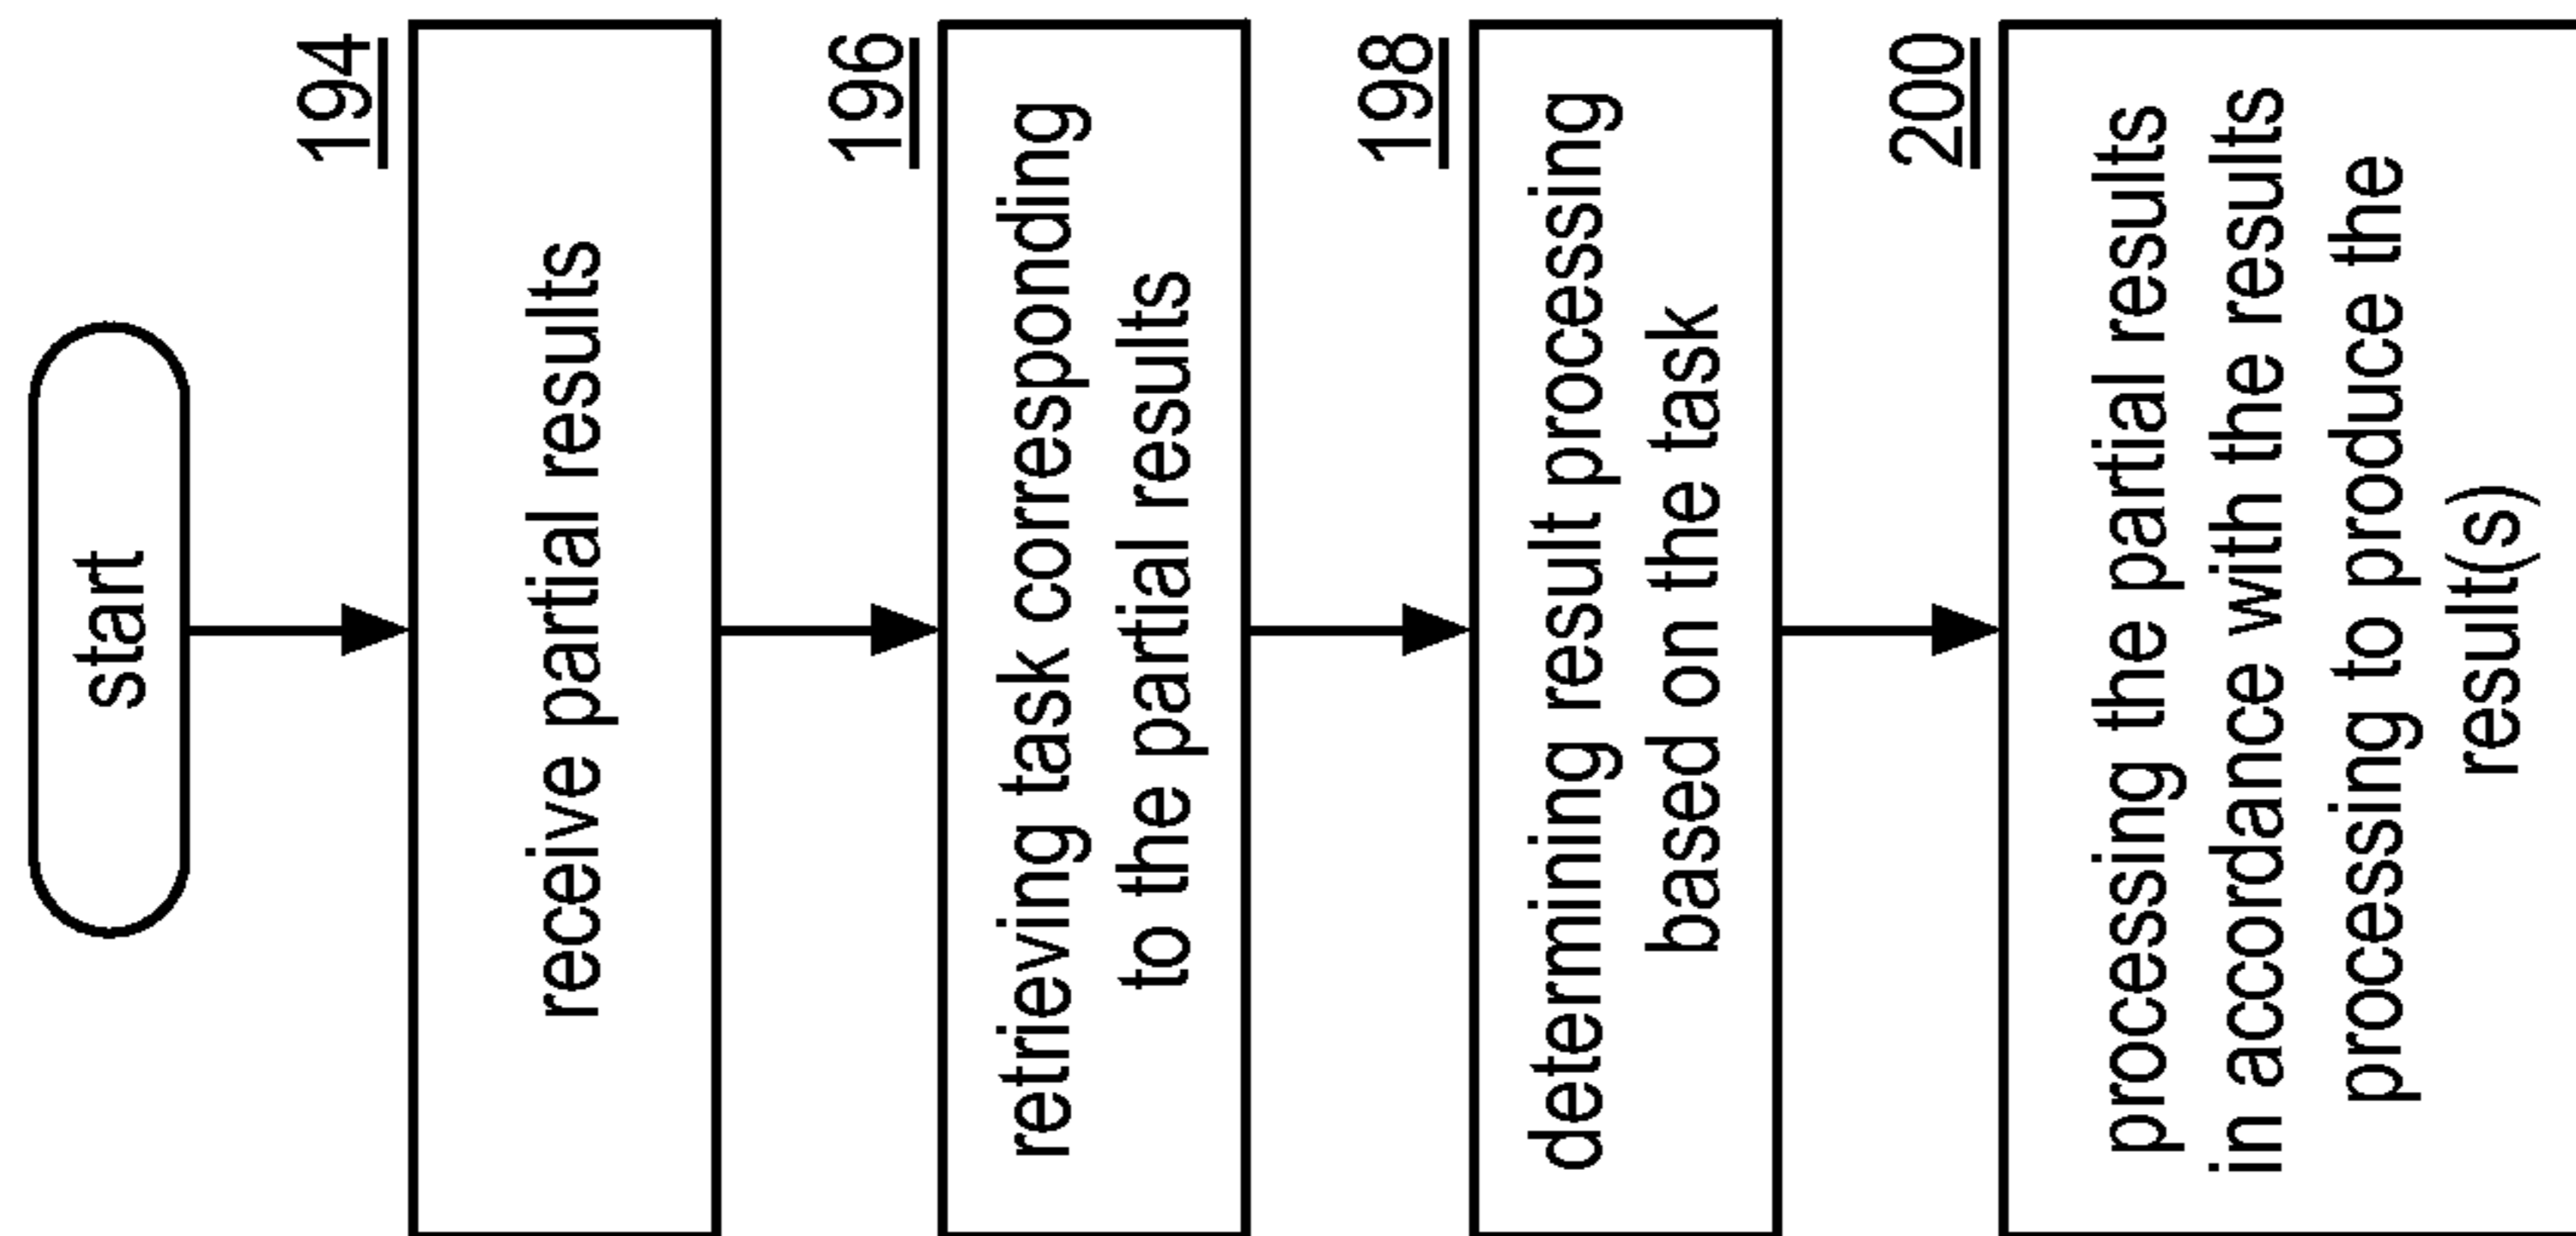 start
194
receive partial results
196
retrieving task corresponding
to the partial results
198
determining result processing
based on the task
200
processing the partial results
in accordance with the results
processing to produce the
result(s)